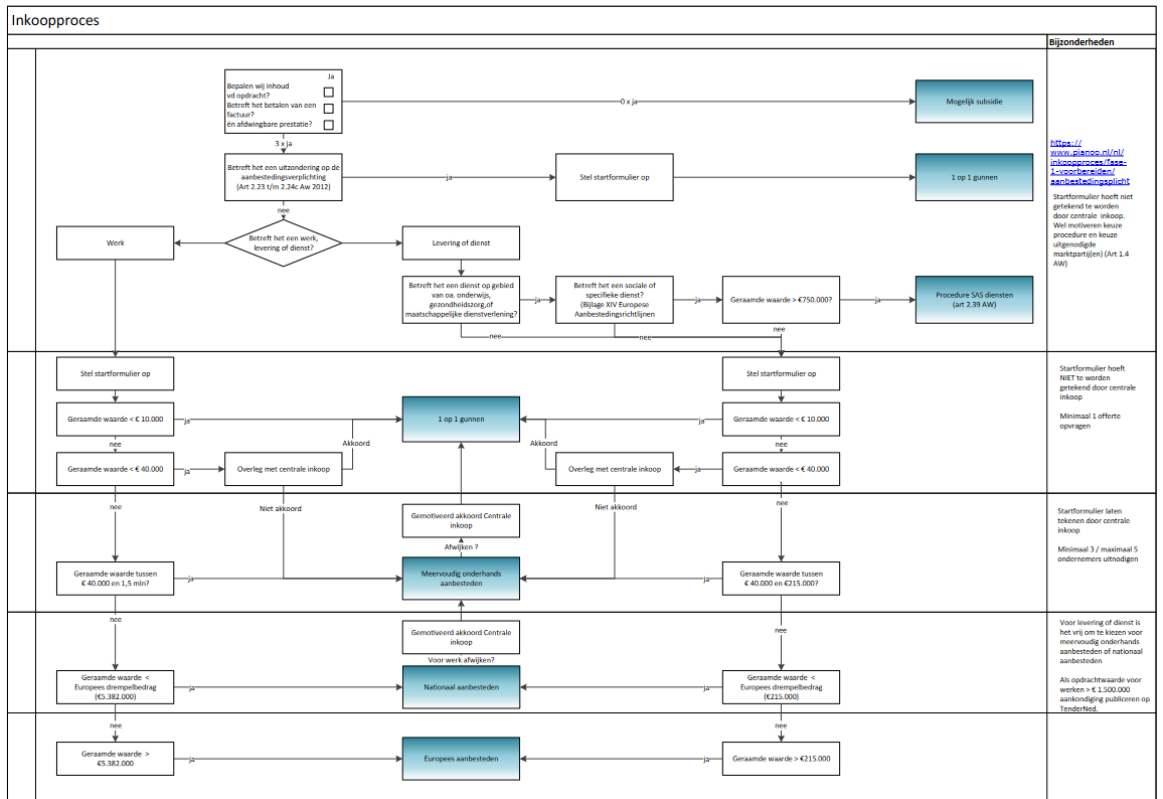 Inkoopproces
Bijzonderheden
Ja
Bepalen wij inhoud
vd opdracht?
Betreft het betalen van een
factuur?
én afdwingbare prestatie?
0 x ja
Mogelijk subsidie
3 x ja
https://
www.pianoo.nl/nl/
inkoopproces/fase-
1-voorbereiden/
aanbestedingsplicht
Betreft het een uitzondering op de
aanbestedingsverplichting
(Art 2.23 t/m 2.24c Aw 2012)
ja
Stel startformulier op
1 op 1 gunnen
Startformulier hoeft niet
getekend te worden
door centrale inkoop.
Wel motiveren keuze
procedure en keuze
uitgenodigde
marktpartij(en) (Art 1.4
AW)
nee
Werk
Betreft het een werk,
levering of dienst?
Levering of dienst
Betreft het een dienst op gebied
van oa. onderwijs,
gezondheidszorg,of
maatschappelijke dienstverlening?
ja
Betreft het een sociale of
specifieke dienst?
(Bijlage XIV Europese
Aanbestedingsrichtlijnen
ja
Geraamde waarde > €750.000?
ja
Procedure SAS diensten
(art 2.39 AW)
nee
nee
nee
Stel startformulier op
Stel startformulier op
Startformulier hoeft
NIET te worden
getekend door centrale
inkoop
Minimaal 1 offerte
opvragen
Geraamde waarde < € 10.000
ja
1 op 1 gunnen
ja
Geraamde waarde < € 10.000
nee
Akkoord
Akkoord
nee
Geraamde waarde < € 40.000
ja
Overleg met centrale inkoop
Overleg met centrale inkoop
ja
Geraamde waarde < € 40.000
nee
Niet akkoord
Gemotiveerd akkoord Centrale
inkoop
Niet akkoord
nee
Startformulier laten
tekenen door centrale
inkoop
Minimaal 3 / maximaal 5
ondernemers uitnodigen
Afwijken ?
Geraamde waarde tussen
€ 40.000 en 1,5 mln?
ja
Meervoudig onderhands
aanbesteden
ja
Geraamde waarde tussen
€ 40.000 en €215.000?
nee
Gemotiveerd akkoord Centrale
inkoop
nee
Voor levering of dienst is
het vrij om te kiezen voor
meervoudig onderhands
aanbesteden of nationaal
aanbesteden
Als opdrachtwaarde voor
werken > € 1.500.000
aankondiging publiceren op
TenderNed.
Voor werk afwijken?
Geraamde waarde <
Europees drempelbedrag
(€5.382.000)
ja
Nationaal aanbesteden
ja
Geraamde waarde <
Europees drempelbedrag
(€215.000)
nee
nee
Geraamde waarde >
€5.382.000
ja
Europees aanbesteden
ja
Geraamde waarde > €215.000